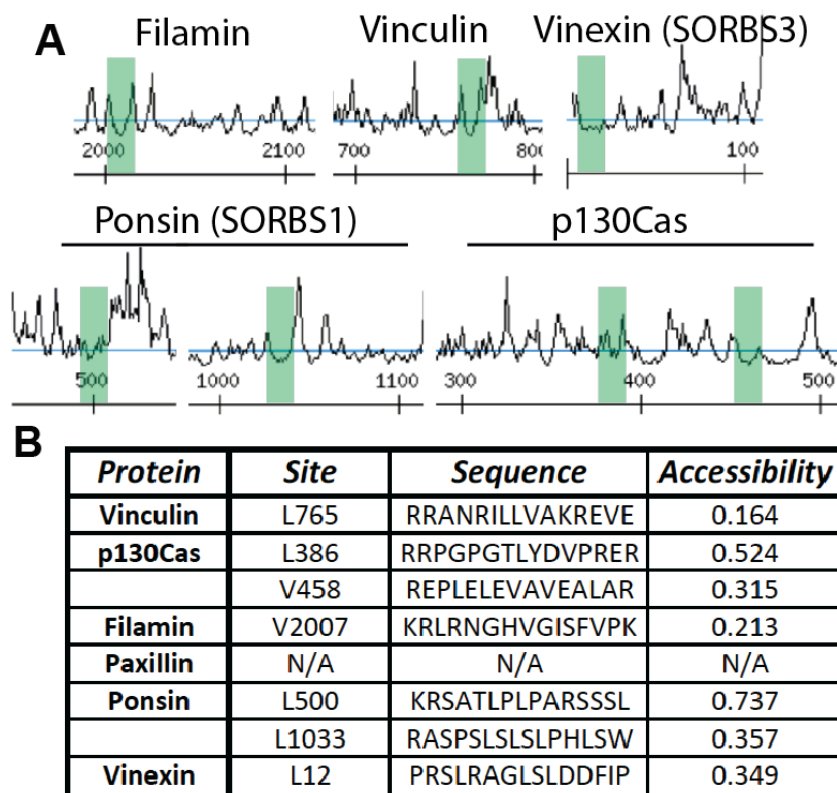 A
Filamin Vinculin Vinexin (SORBS3)
2000 2100 700 800 100
Ponsin (SORBS1) p130Cas
500 1000 1100 300 400 500
B
Protein Site Sequence Accessibility
Vinculin L765 RRANRILLVAKREVE 0.164
p130Cas L386 RRPGPGTLYDVPRER 0.524
V458 REPLELEVAVEALAR 0.315
Filamin V2007 KRLRNGHVGISFVPK 0.213
Paxillin N/A N/A N/A
Ponsin L500 KRSATLPLPARSSSL 0.737
L1033 RASPSLSLSLPHLSW 0.357
Vinexin L12 PRSLRAGLSLDDFIP 0.349